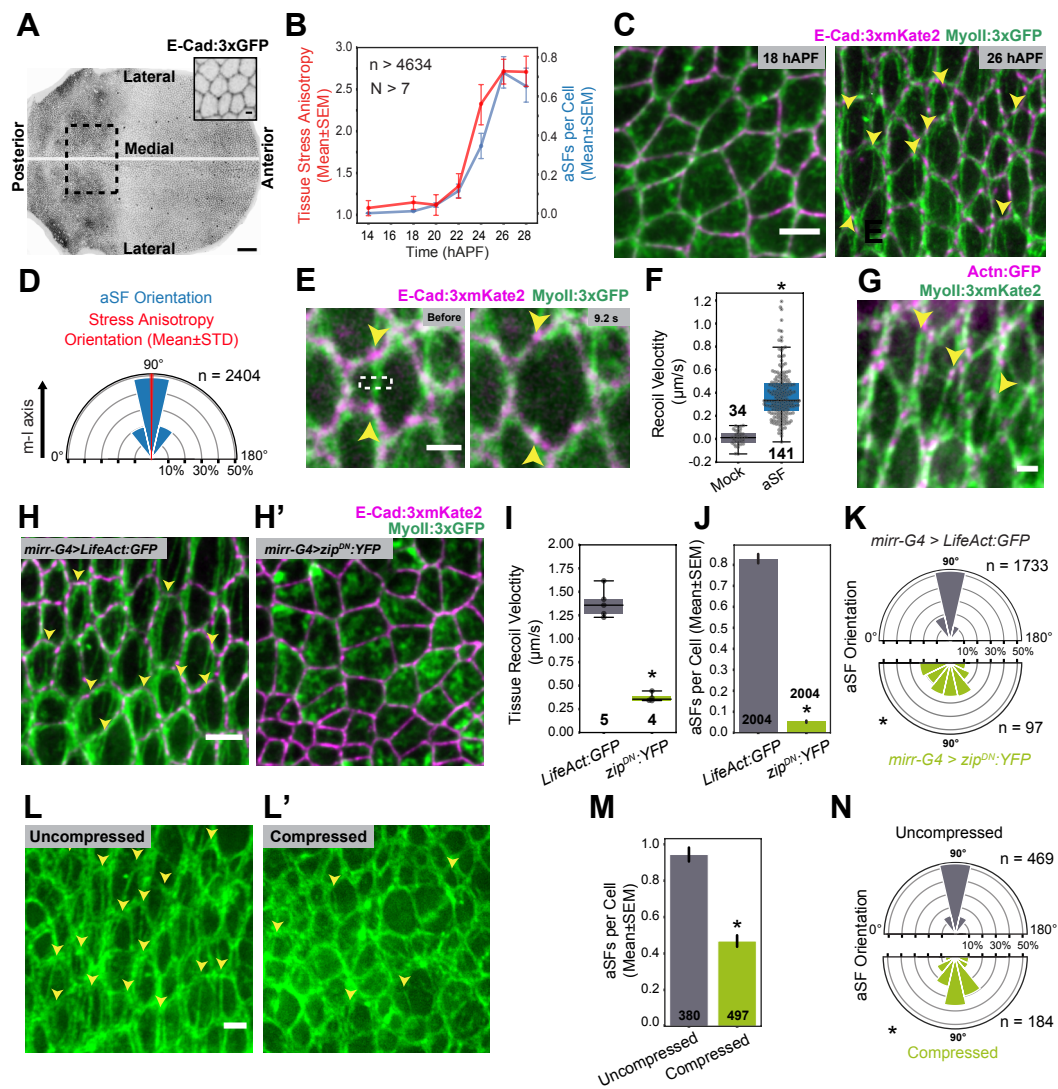 A
E-Cad:3xGFP
Lateral
Posterior
Medial
Anterior
Lateral
B
Tissue Stress Anisotropy
(Mean±SEM)
3.0
2.5
2.0
1.5
1.0
n > 4634
N > 7
0.8
0.6
0.4
0.2
0.0
aSFs per Cell
(Mean±SEM)
14 16 18 20 22 24 26 28
Time (hAPF)
C
E-Cad:3xmKate2 MyoII:3xGFP
18 hAPF
26 hAPF
E
D
aSF Orientation
Stress Anisotropy
Orientation (Mean±STD)
90°
n = 2404
m-l axis
0°
180°
10% 30% 50%
E
E-Cad:3xmKate2 MyoII:3xGFP
Before
9.2 s
F
Recoil Veloctity
(µm/s)
1.2
1.0
0.8
0.6
0.4
0.2
0.0
-0.2
*
34
141
Mock
aSF
G
Actn:GFP
MyoII:3xmKate2
H
H’
E-Cad:3xmKate2
MyoII:3xGFP
mirr-G4>LifeAct:GFP
mirr-G4>zipDN:YFP
I
Tissue Recoil Velocity
(µm/s)
2.00
1.75
1.50
1.25
1.00
0.75
0.50
0.25
0.00
*
5
4
LifeAct:GFP
zipDN:YFP
J
aSFs per Cell (Mean±SEM)
0.8
0.7
0.6
0.5
0.4
0.3
0.2
0.1
0.0
2004
*
2004
LifeAct:GFP
zipDN:YFP
K
mirr-G4 > LifeAct:GFP
90°
n = 1733
aSF Orientation
0°
180°
10% 30% 50%
*
n = 97
90°
mirr-G4 > zipDN:YFP
L
Uncompressed
L’
Compressed
M
aSFs per Cell
(Mean±SEM)
1.0
0.8
0.6
0.4
0.2
0.0
*
380
497
Uncompressed
Compressed
N
Uncompressed
90°
n = 469
aSF Orientation
0°
180°
10% 30% 50%
*
n = 184
90°
Compressed